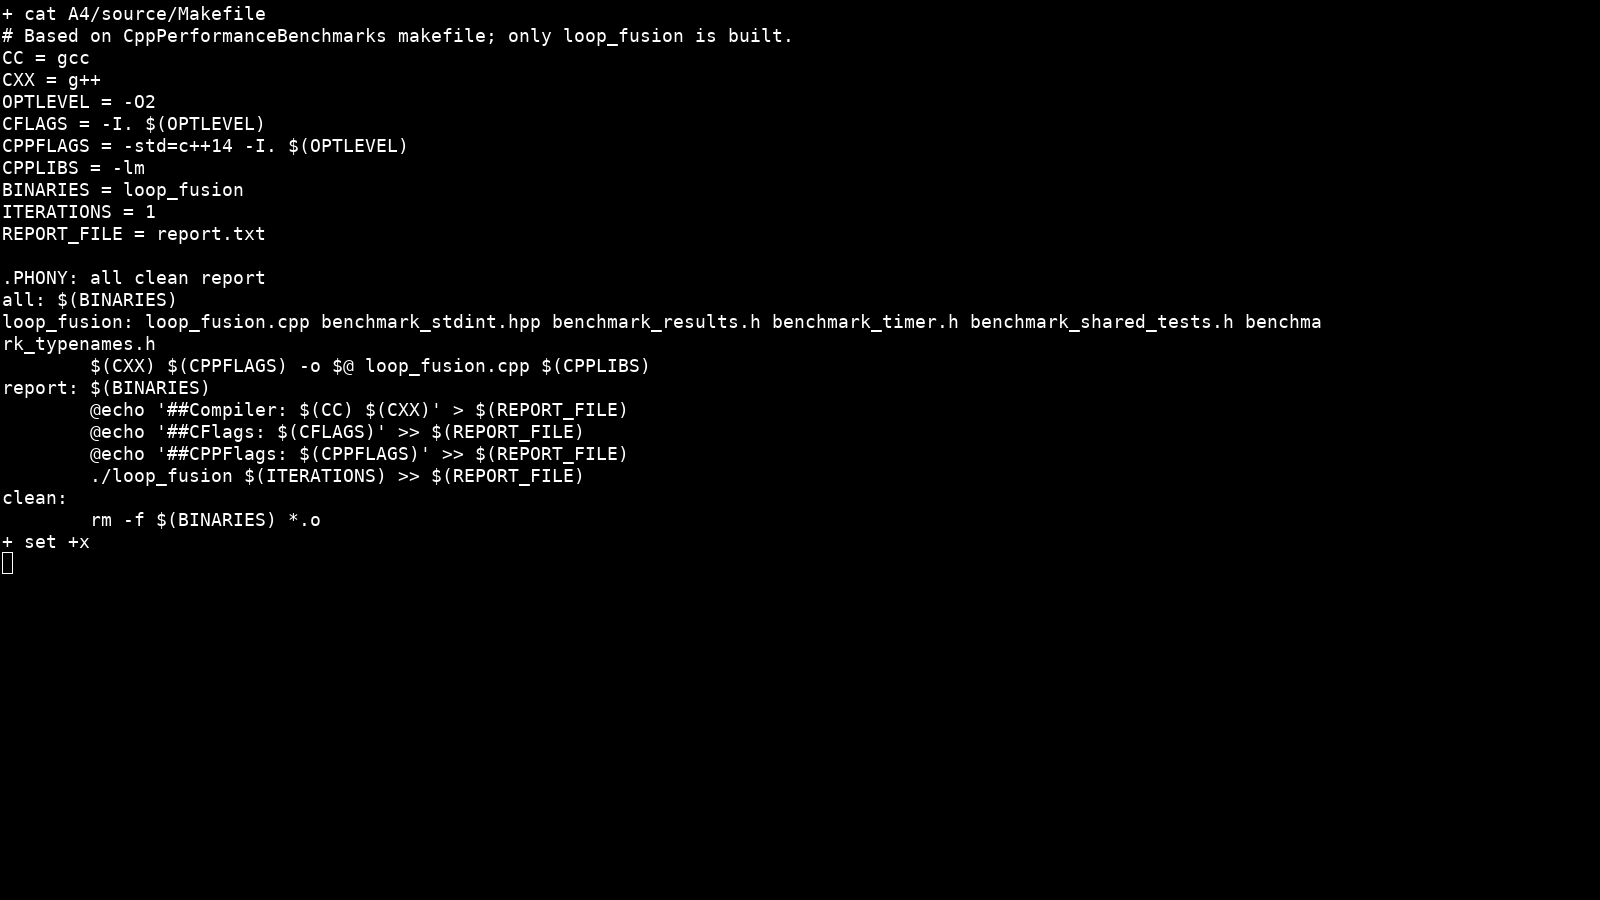 + cat A4/source/Makefile
# Based on CppPerformanceBenchmarks makefile; only loop_fusion is built.
CC = gcc
CXX = g++
OPTLEVEL = -O2
CFLAGS = -I. $(OPTLEVEL)
CPPFLAGS = -std=c++14 -I. $(OPTLEVEL)
CPPLIBS = -lm
BINARIES = loop_fusion
ITERATIONS = 1
REPORT_FILE = report.txt

.PHONY: all clean report
all: $(BINARIES)
loop_fusion: loop_fusion.cpp benchmark_stdint.hpp benchmark_results.h benchmark_timer.h benchmark_shared_tests.h benchma
rk_typenames.h
        $(CXX) $(CPPFLAGS) -o $@ loop_fusion.cpp $(CPPLIBS)
report: $(BINARIES)
        @echo '##Compiler: $(CC) $(CXX)' > $(REPORT_FILE)
        @echo '##CFlags: $(CFLAGS)' >> $(REPORT_FILE)
        @echo '##CPPFlags: $(CPPFLAGS)' >> $(REPORT_FILE)
        ./loop_fusion $(ITERATIONS) >> $(REPORT_FILE)
clean:
        rm -f $(BINARIES) *.o
+ set +x